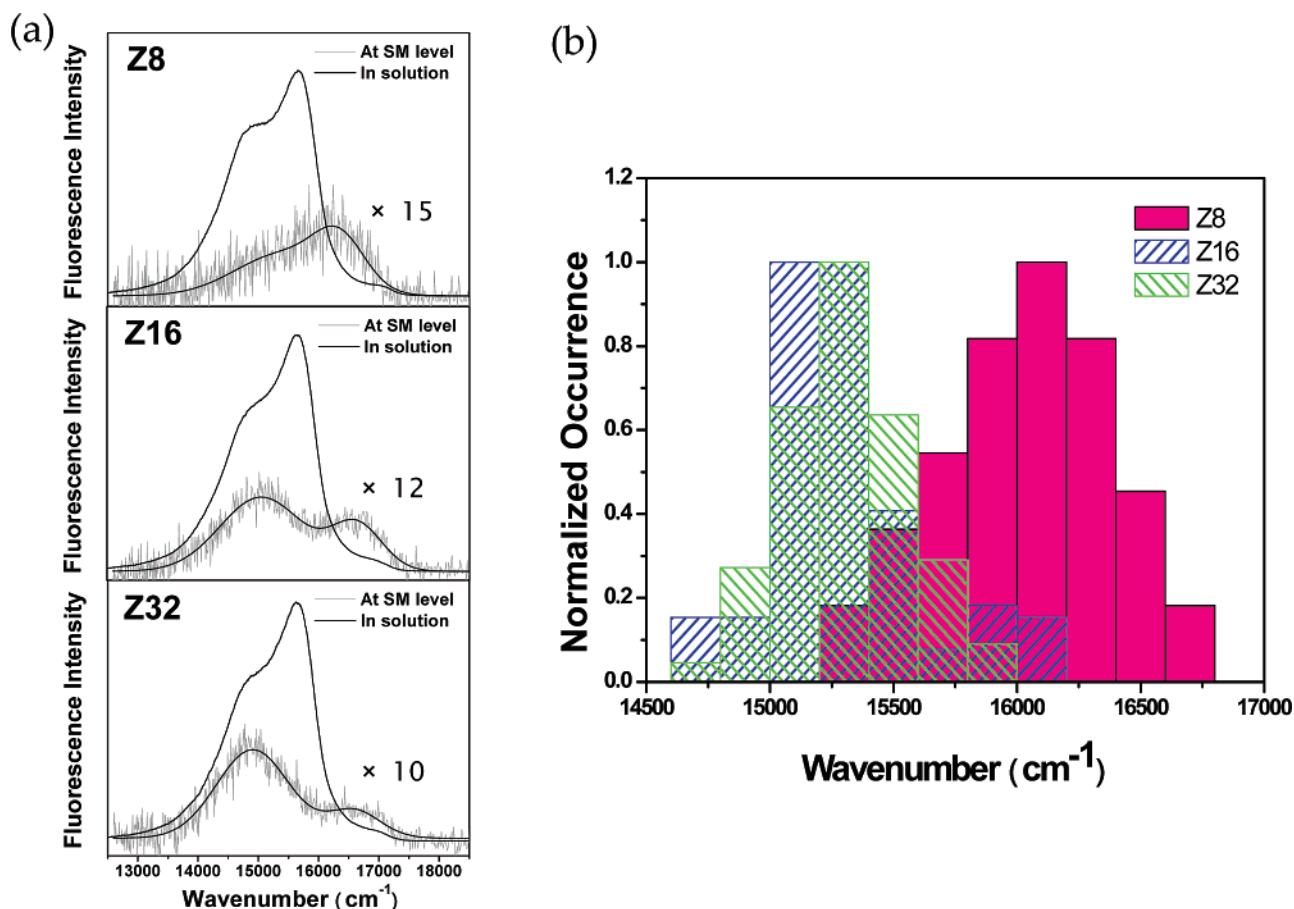 (a)
Fluorescence Intensity
Z8
At SM level
In solution
× 15
Fluorescence Intensity
Z16
At SM level
In solution
× 12
Fluorescence Intensity
Z32
At SM level
In solution
× 10
13000 14000 15000 16000 17000 18000
Wavenumber (cm-1)
(b)
Normalized Occurrence
1.2
1.0
0.8
0.6
0.4
0.2
0.0
Z8
Z16
Z32
14500 15000 15500 16000 16500 17000
Wavenumber (cm-1)